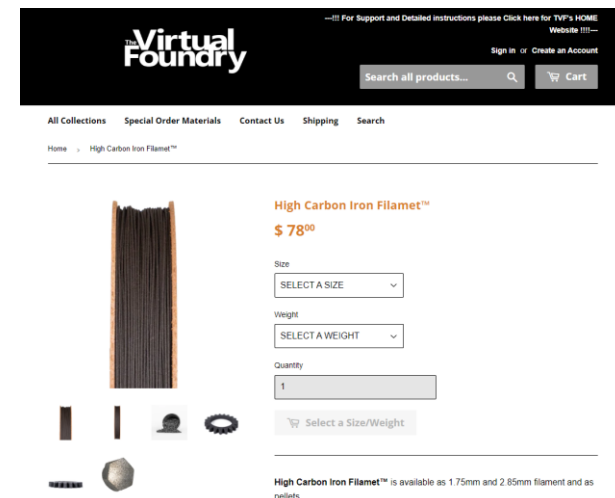 ---!!! For Support and Detailed instructions please Click here for TVF's HOME
Website !!!!---
The Virtual
Foundry
Sign in or Create an Account
Search all products...
Cart
All Collections Special Order Materials Contact Us Shipping Search
Home › High Carbon Iron Filamet™
High Carbon Iron Filamet™
$ 78⁰⁰
Size
SELECT A SIZE
Weight
SELECT A WEIGHT
Quantity
1
Select a Size/Weight
High Carbon Iron Filamet™ is available as 1.75mm and 2.85mm filament and as
pellets